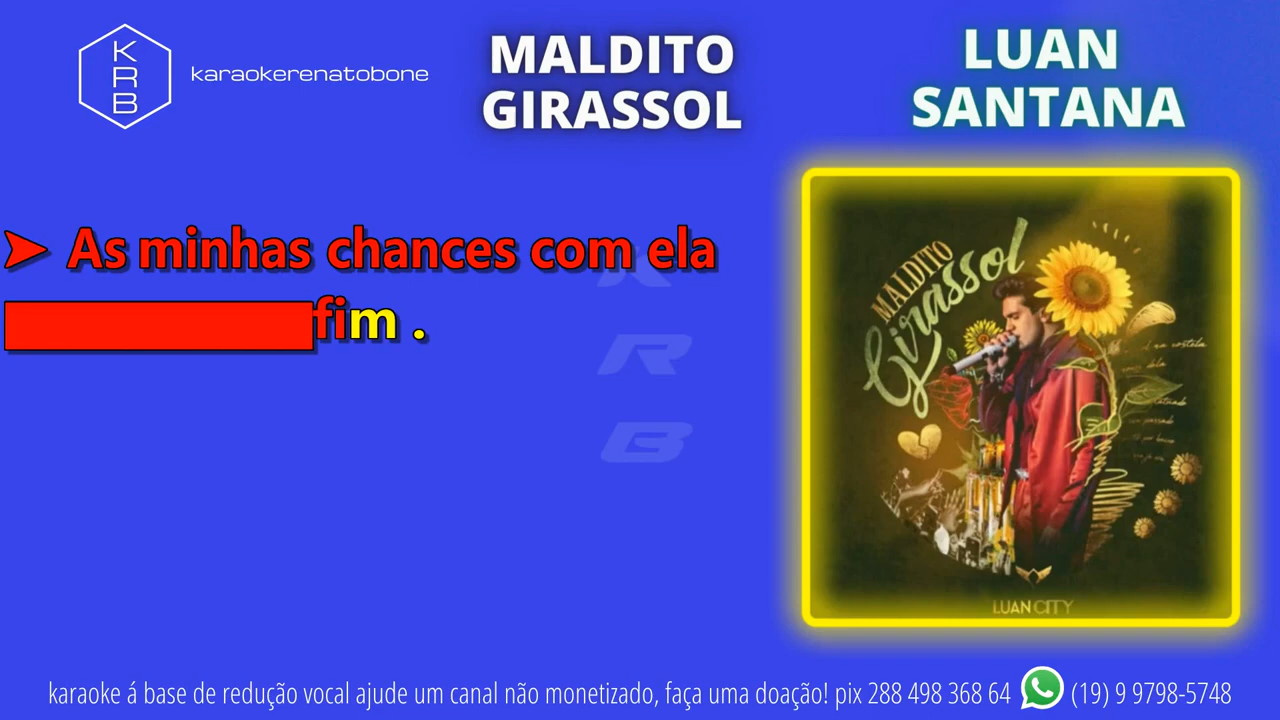 KRB
karaokerenatobone
MALDITO
GIRASSOL
LUAN
SANTANA
➤ As minhas chances com ela
fim .
K
R
B
MALDITO
Girassol
LUAN CITY
karaoke á base de redução vocal ajude um canal não monetizado, faça uma doação! pix 288 498 368 64 (19) 9 9798-5748